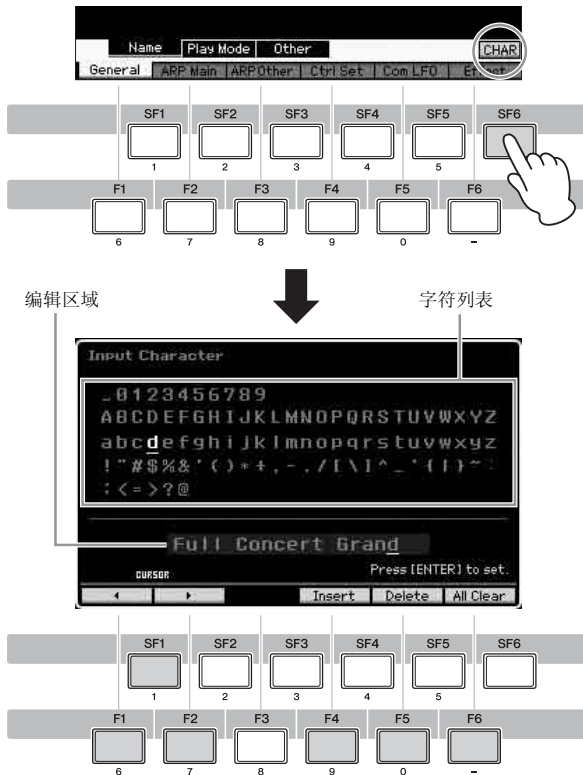 Name Play Mode Other CHAR
General ARP Main ARP Other Ctrl Set Com LFO Effect
SF1 SF2 SF3 SF4 SF5 SF6
1 2 3 4 5
F1 F2 F3 F4 F5 F6
6 7 8 9 0 -
编辑区域 字符列表
Input Character
_0123456789
ABCDEFGHIJKLMNOPQRSTUVWXYZ
abcdefghijklmnopqrstuvwxyz
!"#$%&'()*+,-./[\]^_`{|}~
:<=>?@
Full Concert Grand
CURSOR Press [ENTER] to set.
Insert Delete All Clear
SF1 SF2 SF3 SF4 SF5 SF6
1 2 3 4 5
F1 F2 F3 F4 F5 F6
6 7 8 9 0 -